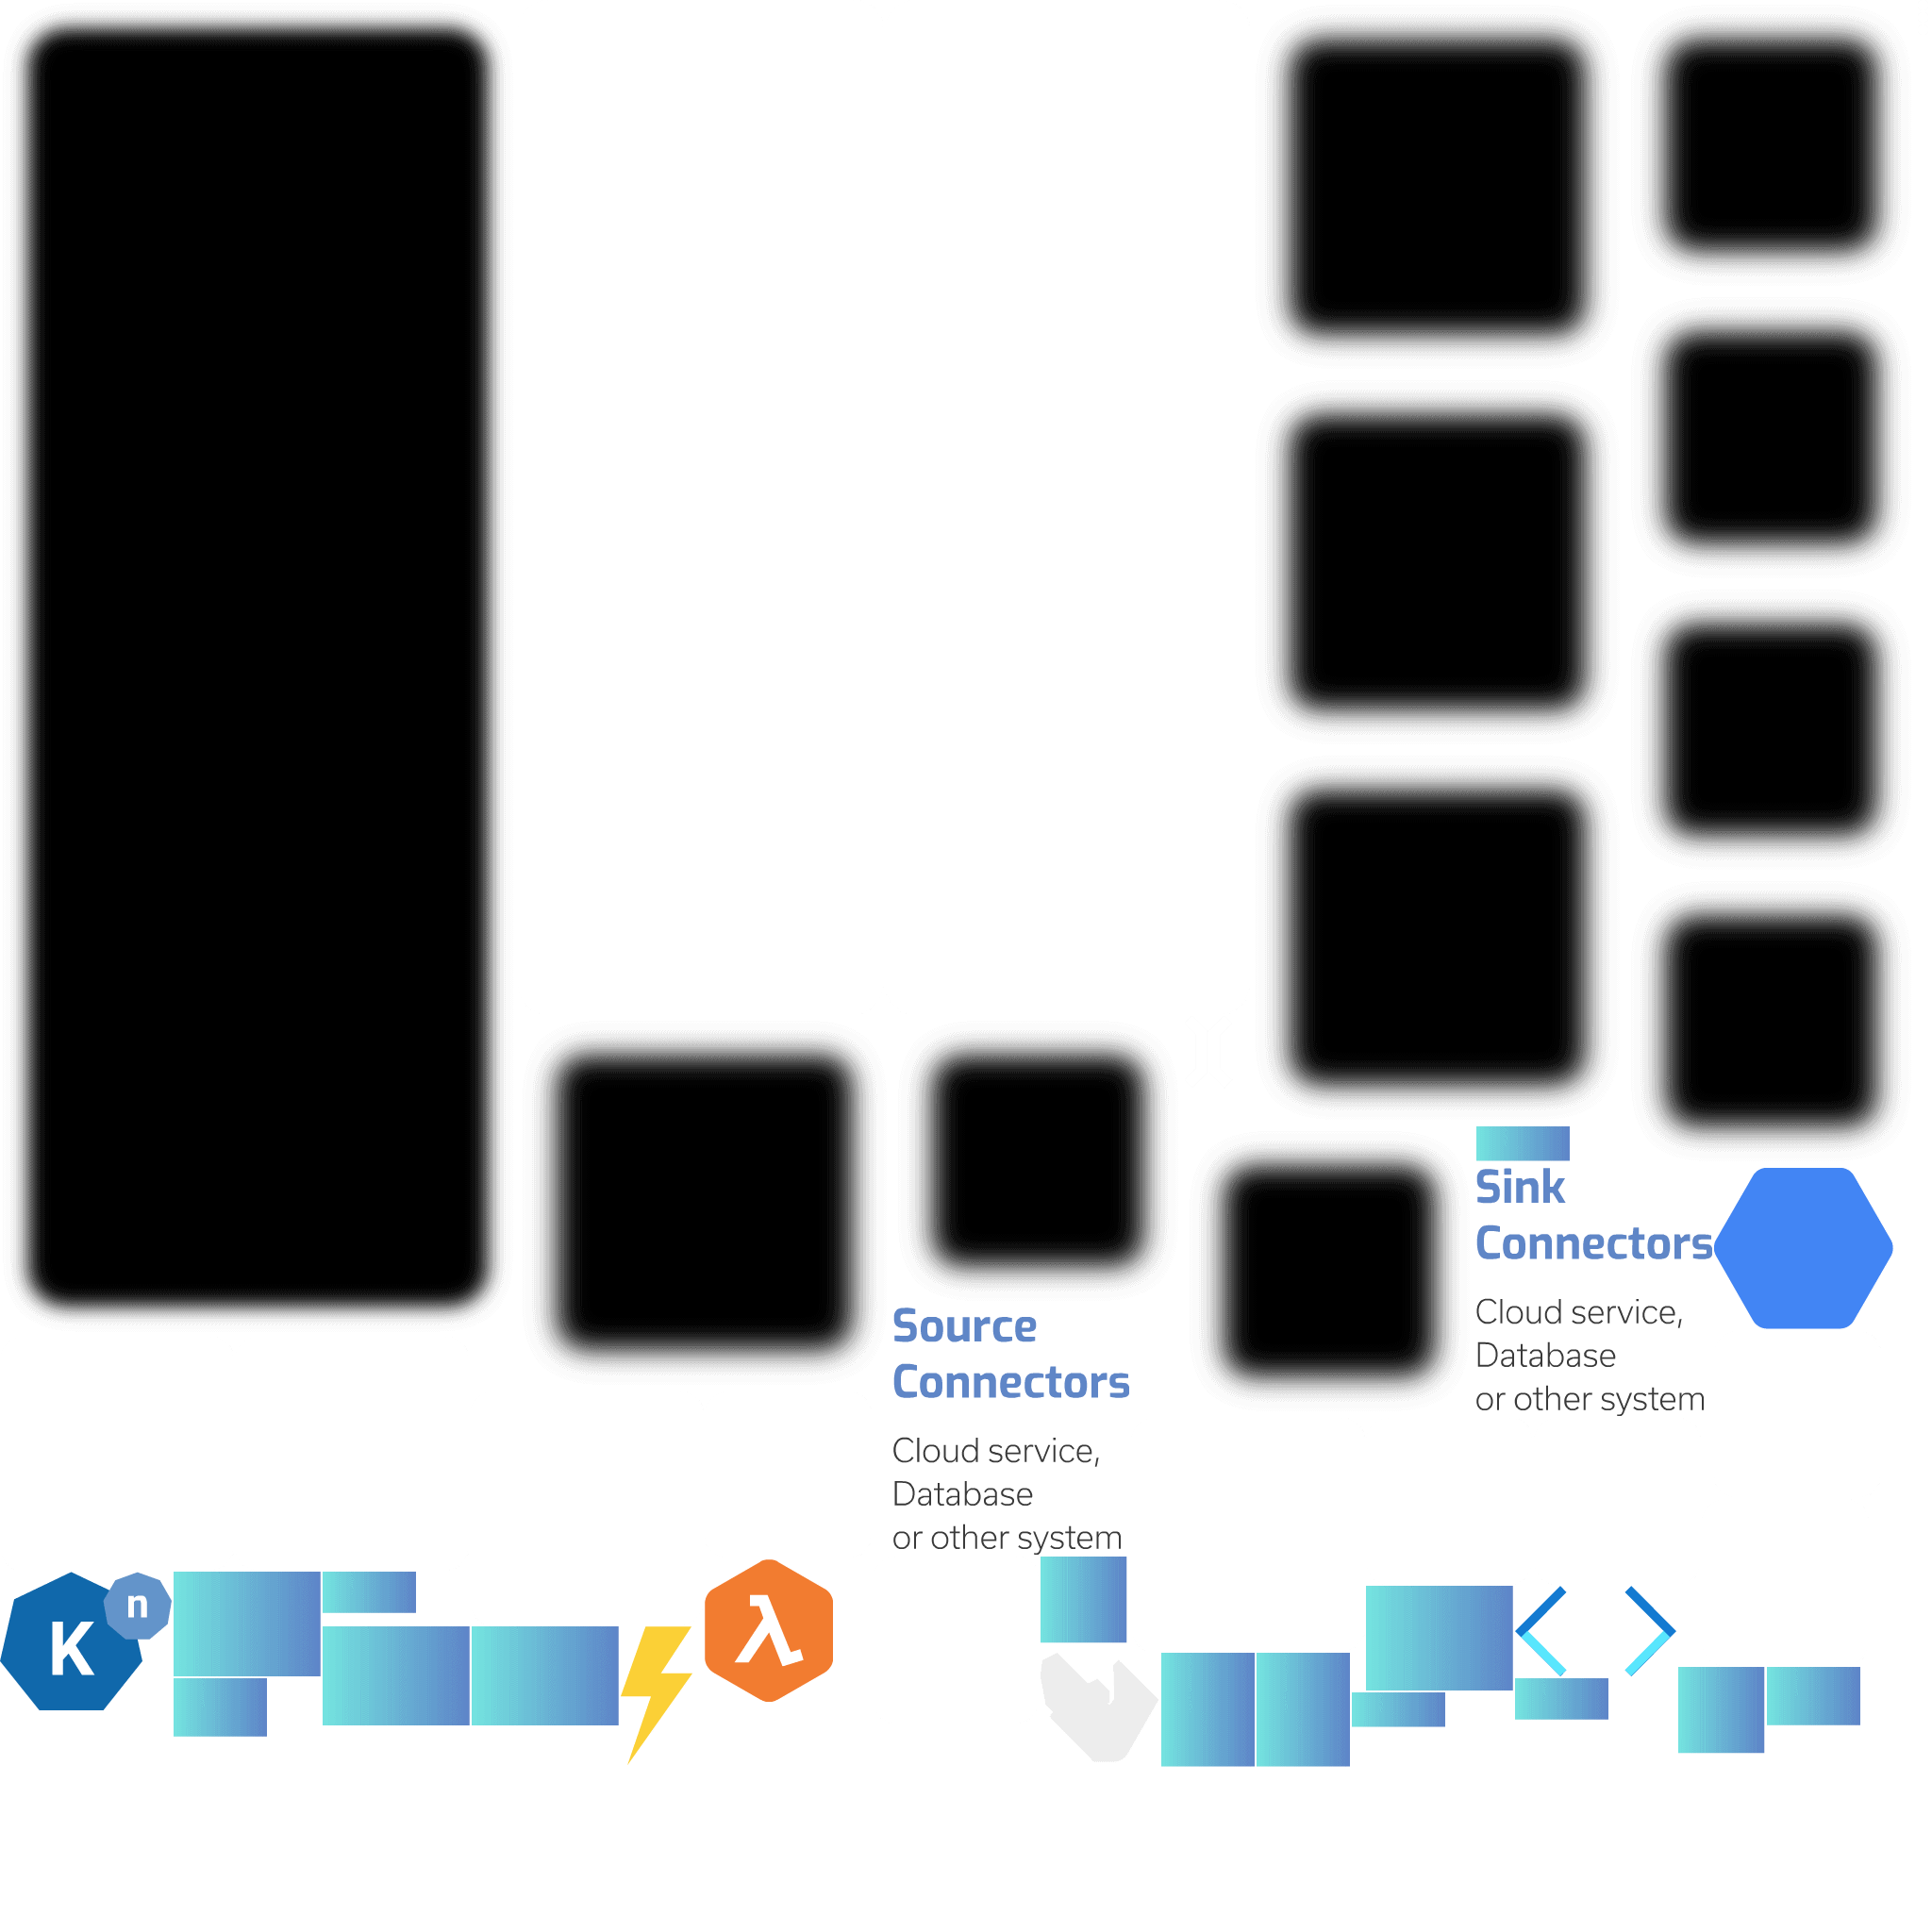 Sink
Connectors
Cloud service,
Database
or other system
Source
Connectors
Cloud service,
Database
or other system
K
n
λ